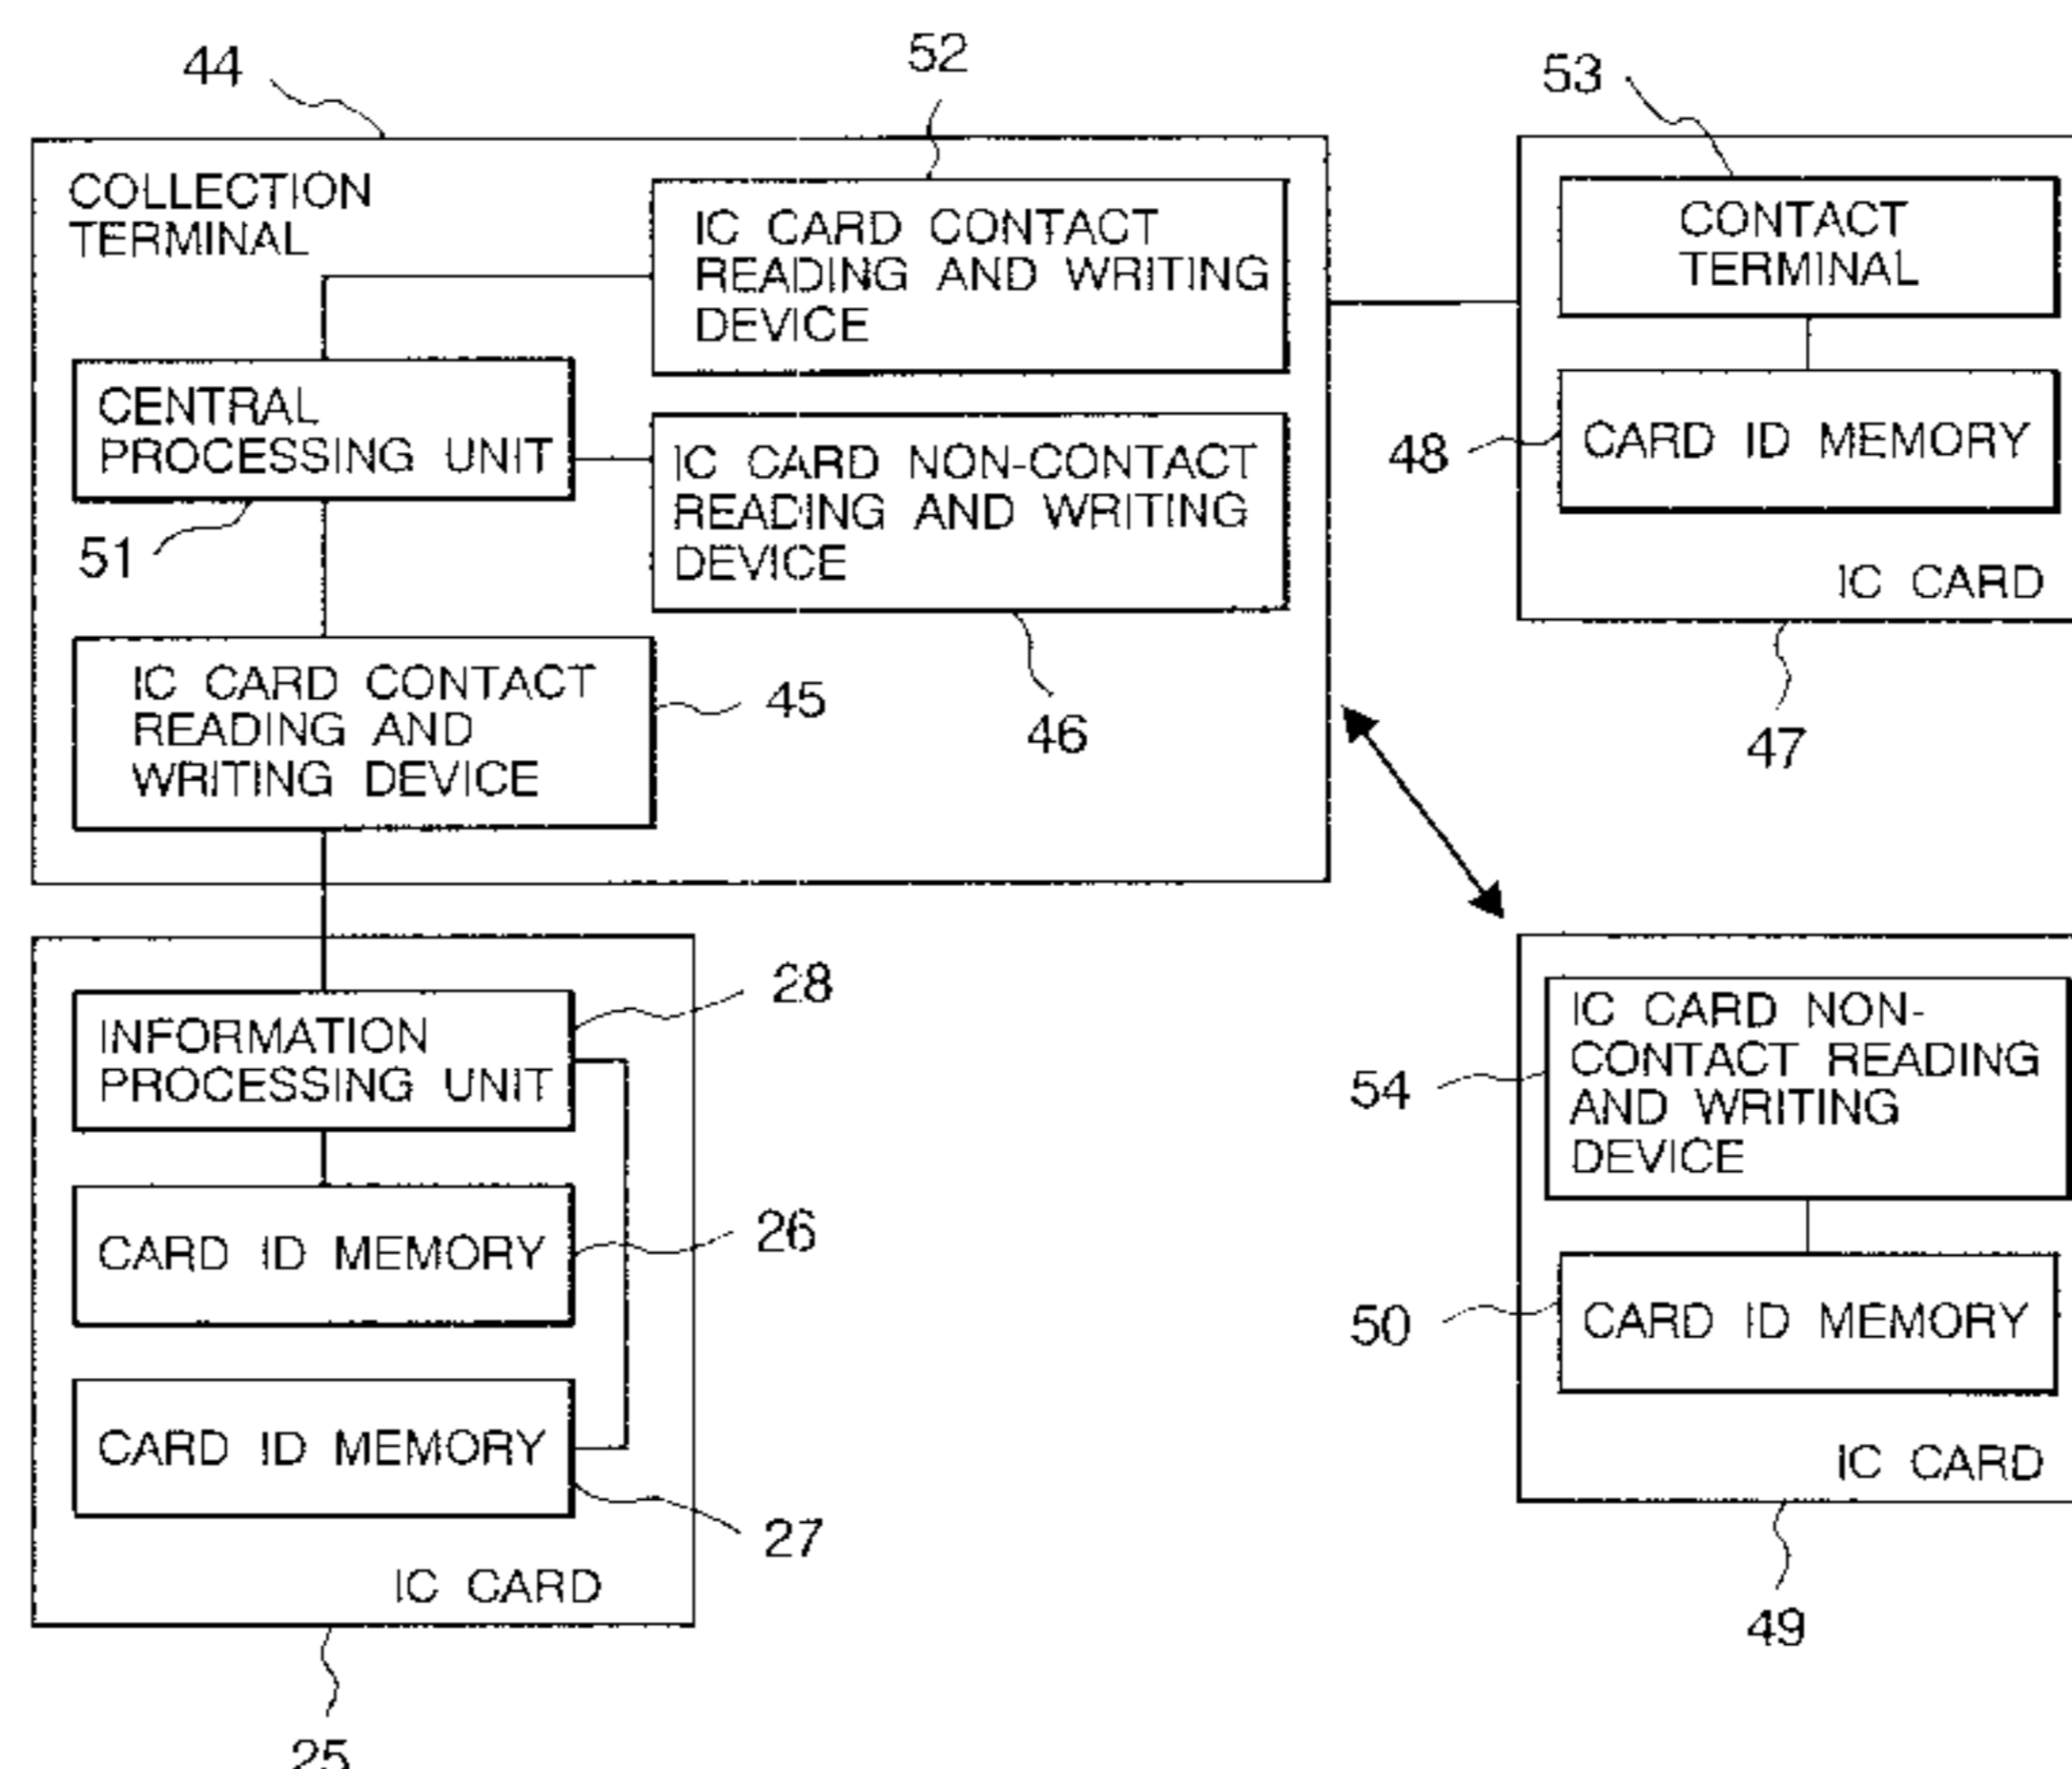 44
52
53
COLLECTION
TERMINAL
IC CARD CONTACT
READING AND WRITING
DEVICE
CONTACT
TERMINAL
CENTRAL
PROCESSING UNIT
51
IC CARD NON-CONTACT
READING AND WRITING
DEVICE
46
48
CARD ID MEMORY
IC CARD
47
IC CARD CONTACT
READING AND
WRITING DEVICE
45
INFORMATION
PROCESSING UNIT
28
CARD ID MEMORY
26
CARD ID MEMORY
27
IC CARD
25
54
IC CARD NON-
CONTACT READING
AND WRITING
DEVICE
50
CARD ID MEMORY
IC CARD
49